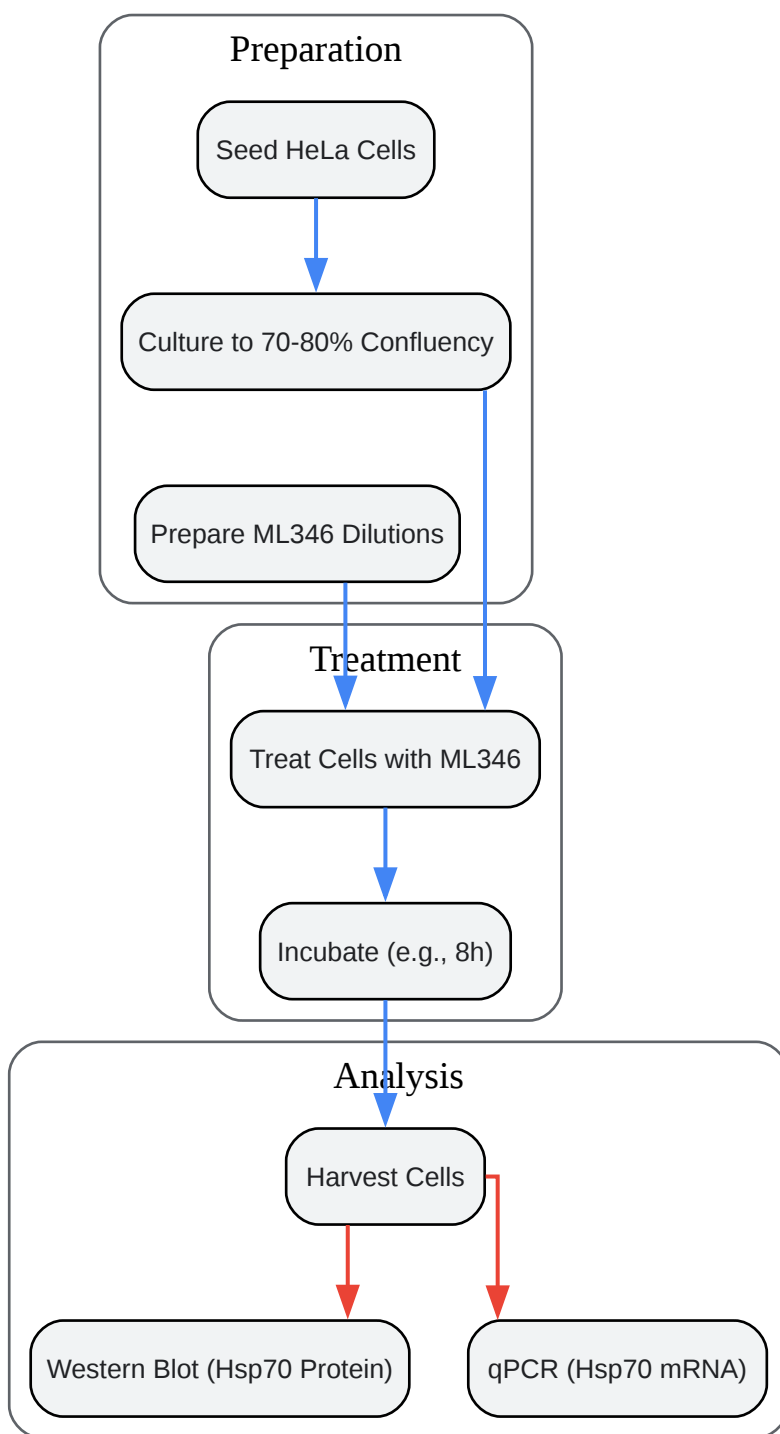 Preparation
Seed HeLa Cells
Culture to 70-80% Confluency
Prepare ML346 Dilutions
Treatment
Treat Cells with ML346
Incubate (e.g., 8h)
Analysis
Harvest Cells
Western Blot (Hsp70 Protein)
qPCR (Hsp70 mRNA)